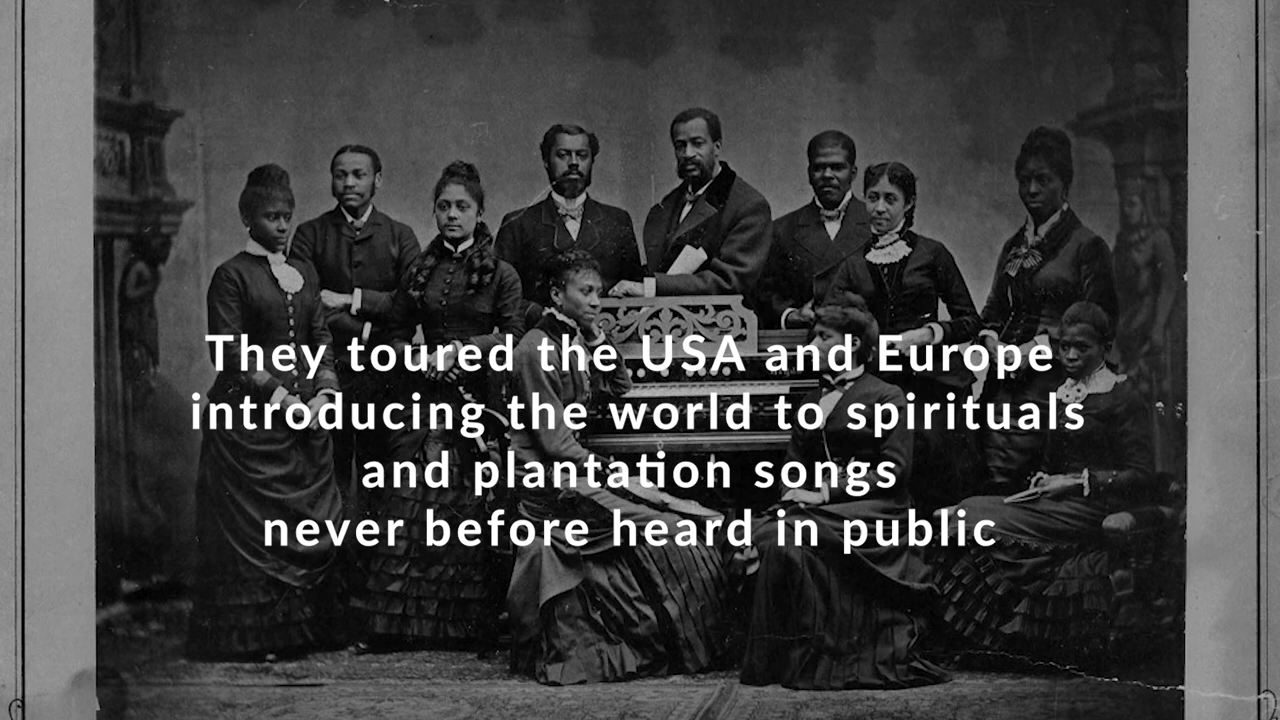 They toured the USA and Europe
introducing the world to spirituals
and plantation songs
never before heard in public